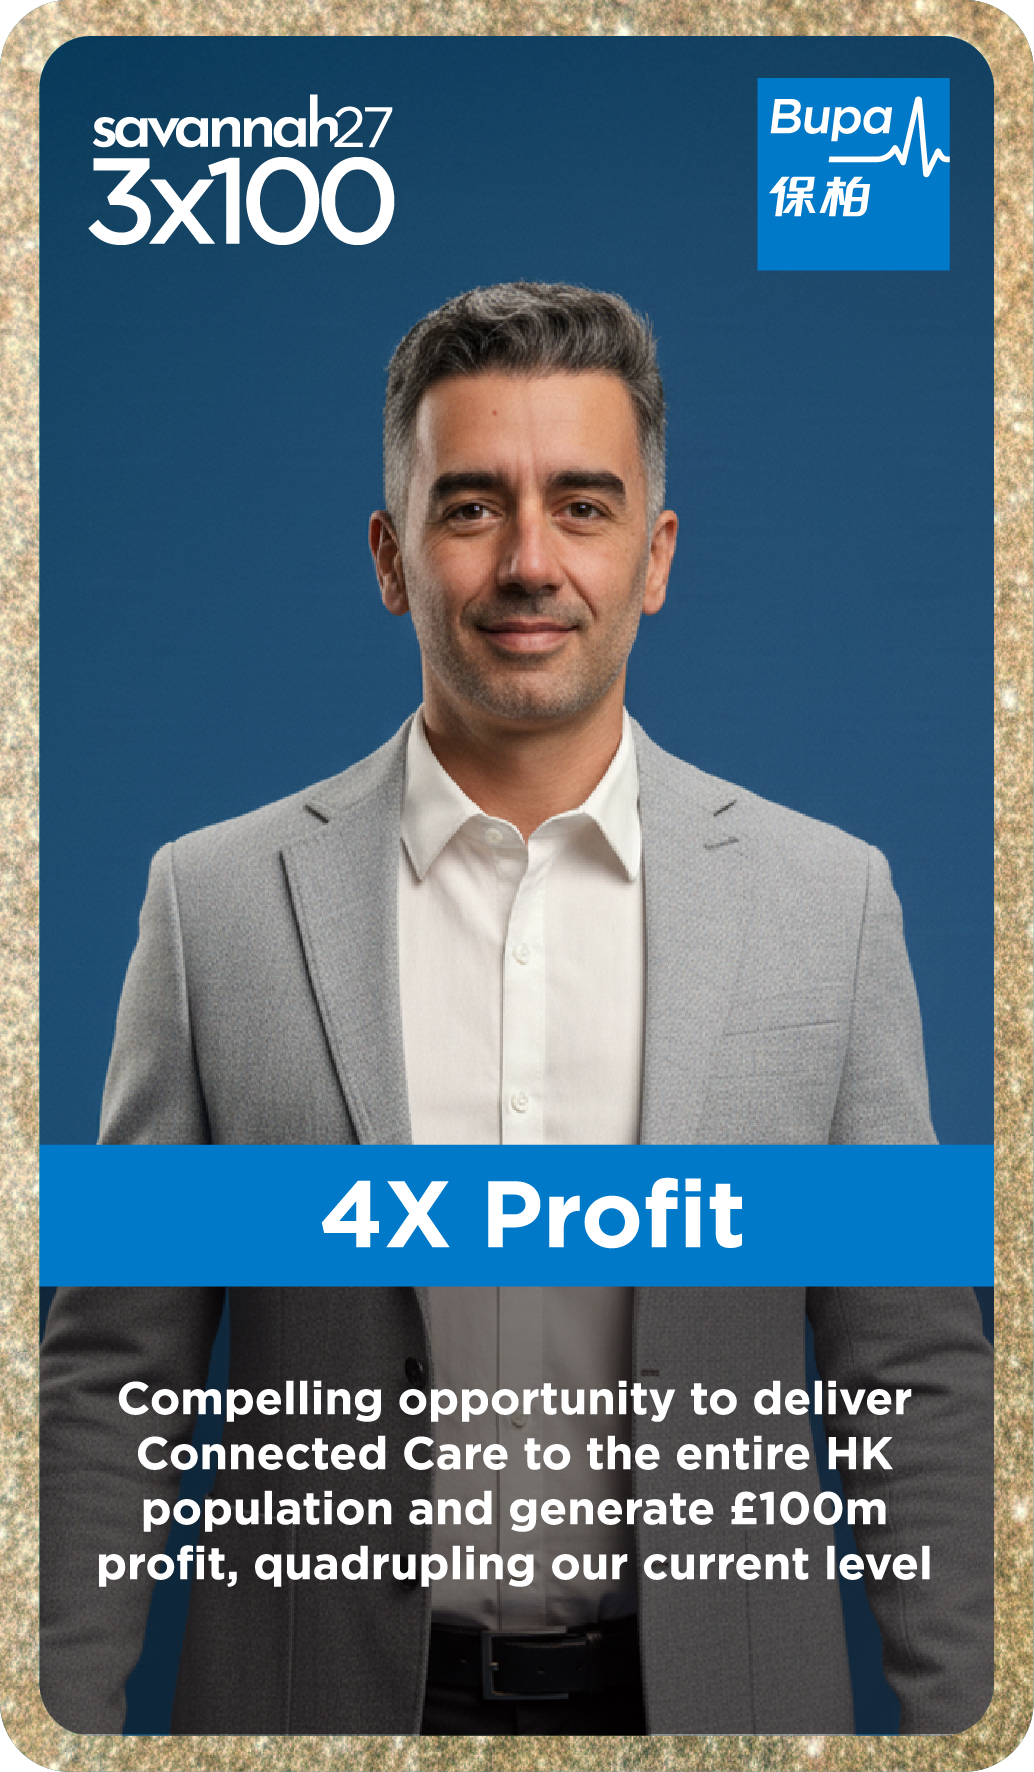 savannah27
3x100
Bupa
保柏
4X Profit
Compelling opportunity to deliver
Connected Care to the entire HK
population and generate £100m
profit, quadrupling our current level